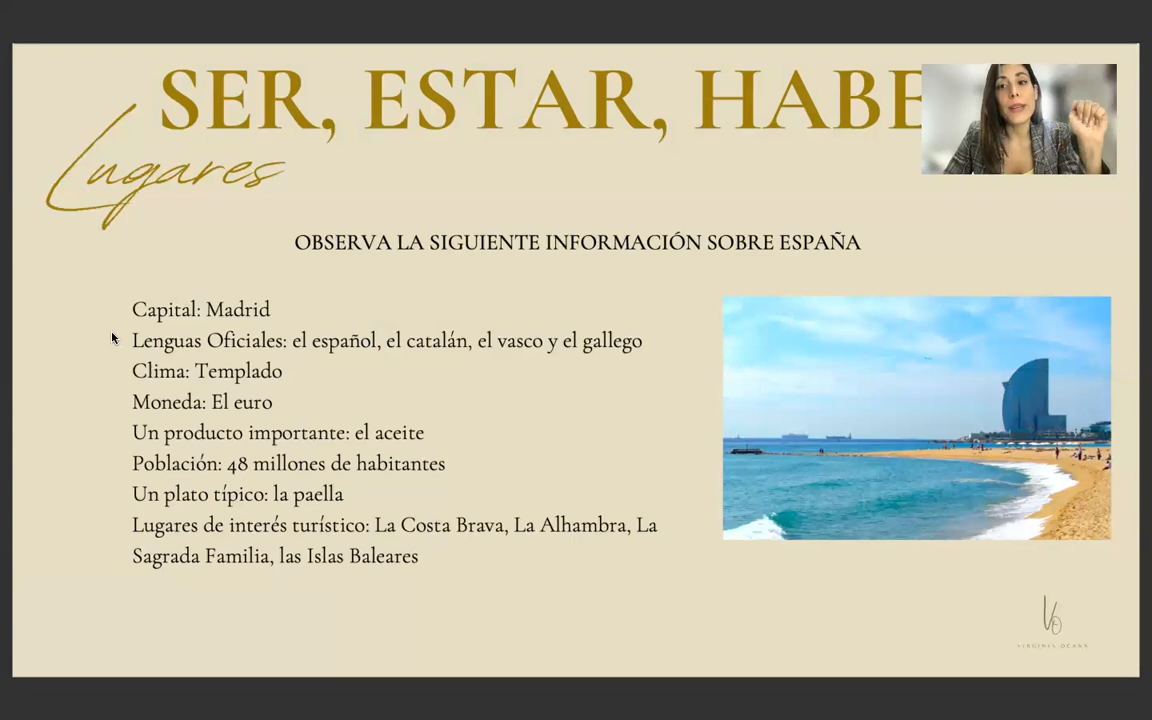 SER, ESTAR, HABE
Lugares
OBSERVA LA SIGUIENTE INFORMACIÓN SOBRE ESPAÑA
Capital: Madrid
Lenguas Oficiales: el español, el catalán, el vasco y el gallego
Clima: Templado
Moneda: El euro
Un producto importante: el aceite
Población: 48 millones de habitantes
Un plato típico: la paella
Lugares de interés turístico: La Costa Brava, La Alhambra, La
Sagrada Familia, las Islas Baleares
VO